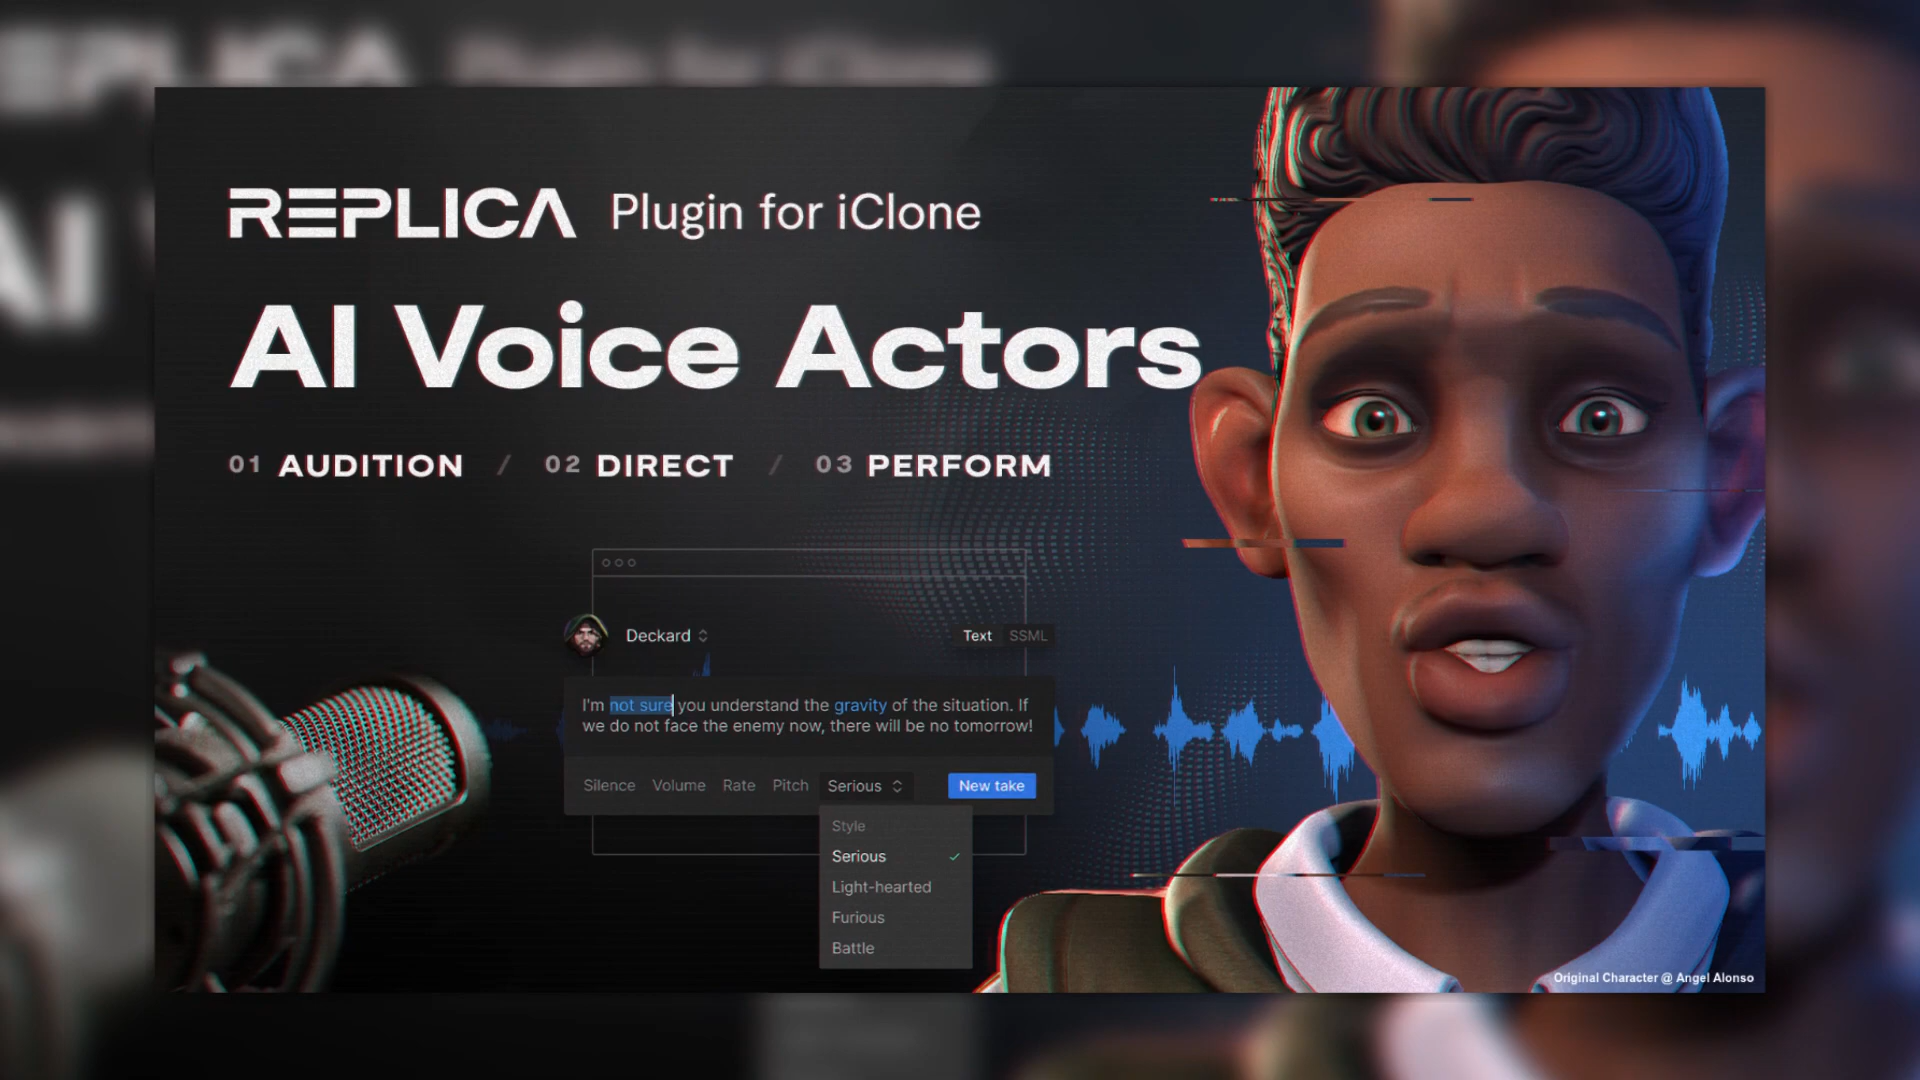 REPLICA Plugin for iClone
AI Voice Actors
01 AUDITION / 02 DIRECT / 03 PERFORM
Deckard
Text SSML
I'm not sure you understand the gravity of the situation. If
we do not face the enemy now, there will be no tomorrow!
Silence Volume Rate Pitch Serious New take
Style
Serious
Light-hearted
Furious
Battle
Original Character @ Angel Alonso